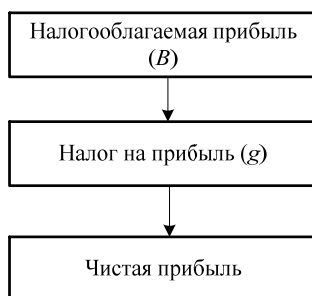 Налогооблагаемая прибыль
(B)
Налог на прибыль (g)
Чистая прибыль